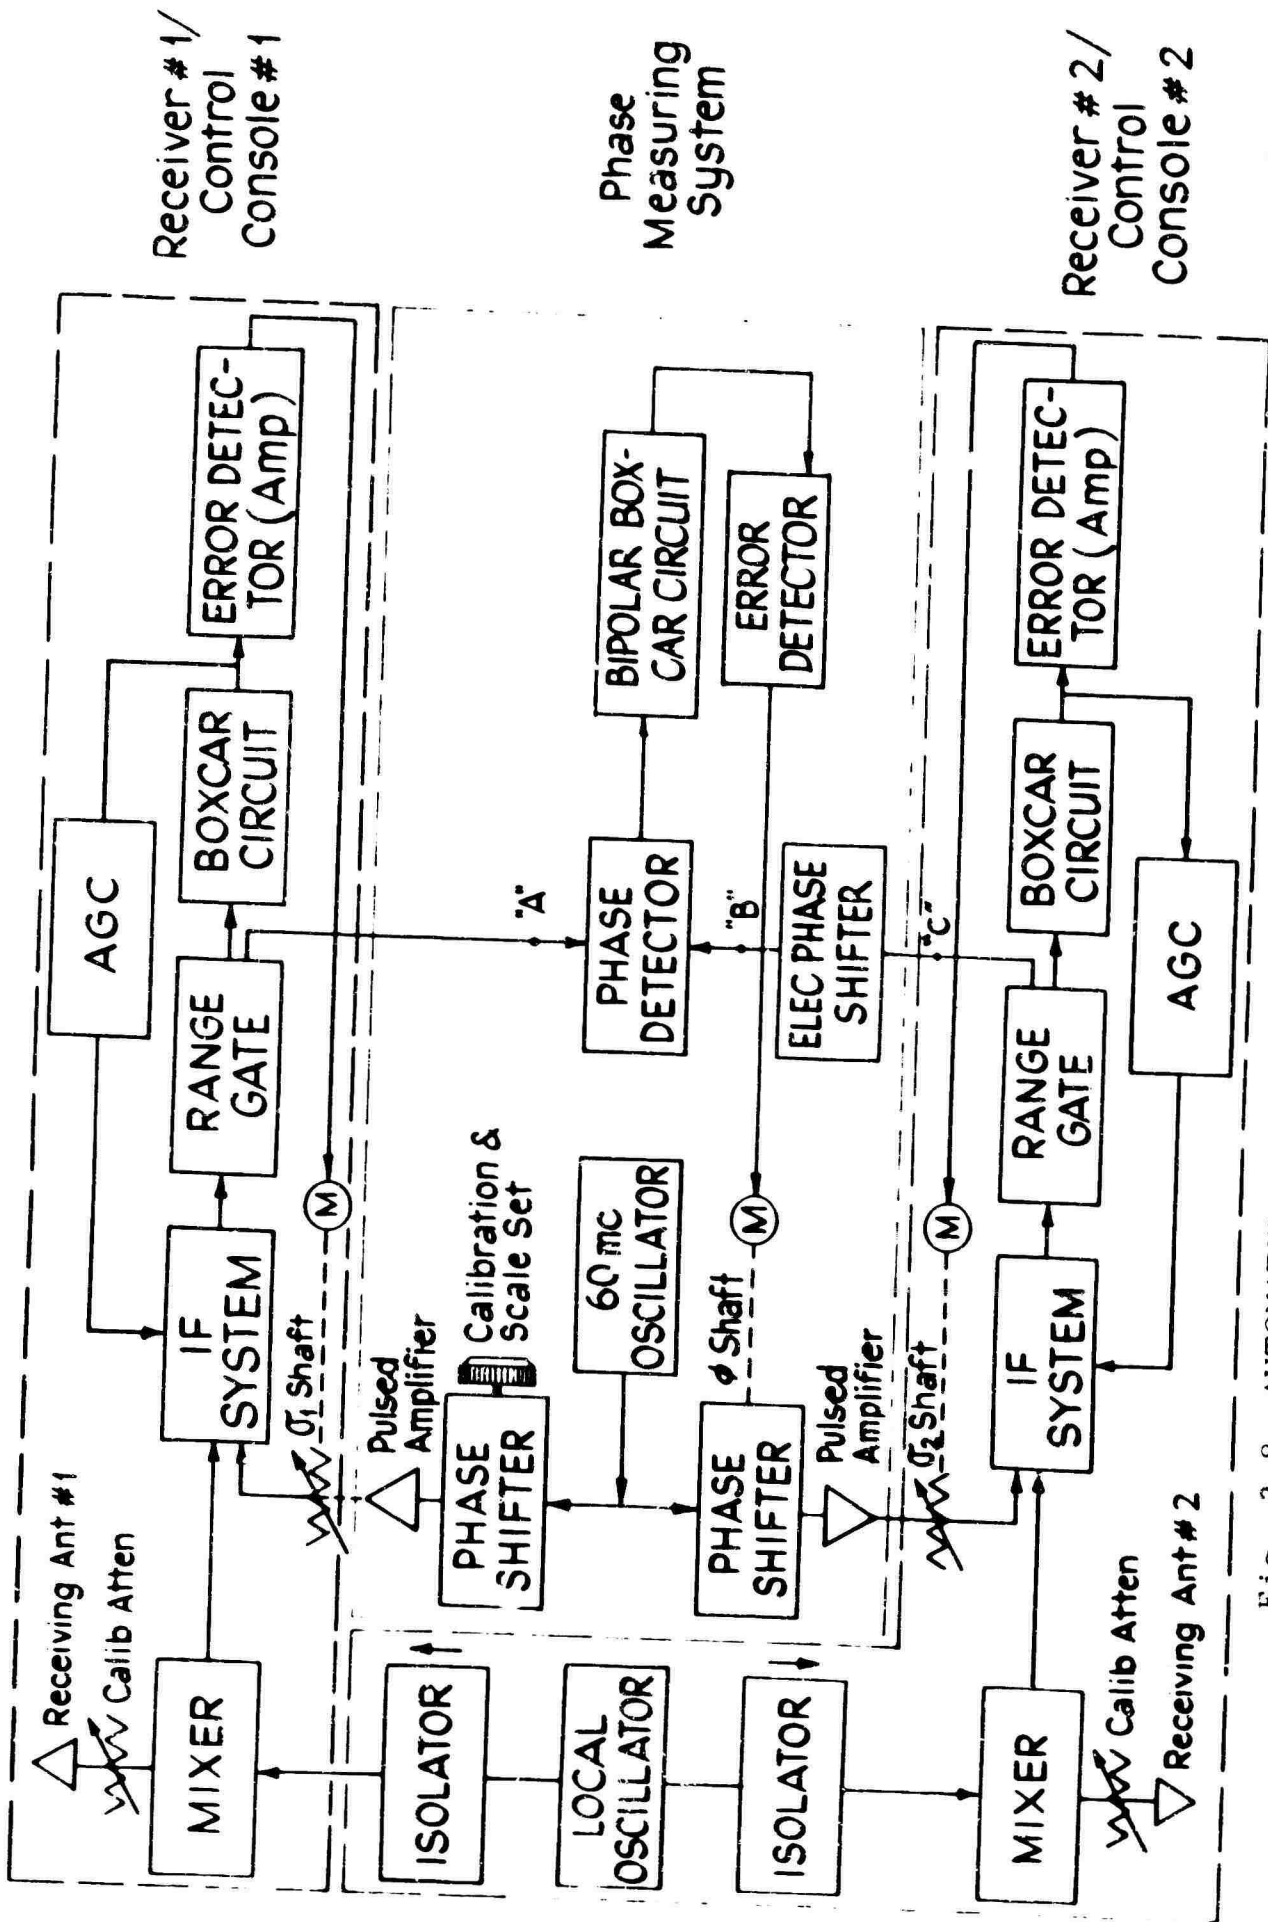 Receiver #1/
Control
Console #1
AGC
IF
SYSTEM
RANGE
GATE
BOXCAR
CIRCUIT
ERROR DETEC-
TOR (Amp)
Receiving Ant #1
Calib Atten
MIXER
σ1 Shaft
M
Phase
Measuring
System
Pulsed
Amplifier
PHASE
SHIFTER
Calibration &
Scale Set
"A"
ISOLATOR
LOCAL
OSCILLATOR
60 mc
OSCILLATOR
PHASE
DETECTOR
BIPOLAR BOX-
CAR CIRCUIT
"B"
ISOLATOR
PHASE
SHIFTER
ϕ Shaft
M
ERROR
DETECTOR
ELEC PHASE
SHIFTER
Pulsed
Amplifier
"C"
Receiver #2/
Control
Console #2
σ2 Shaft
M
MIXER
IF
SYSTEM
RANGE
GATE
BOXCAR
CIRCUIT
ERROR DETEC-
TOR (Amp)
Calib Atten
Receiving Ant #2
AGC